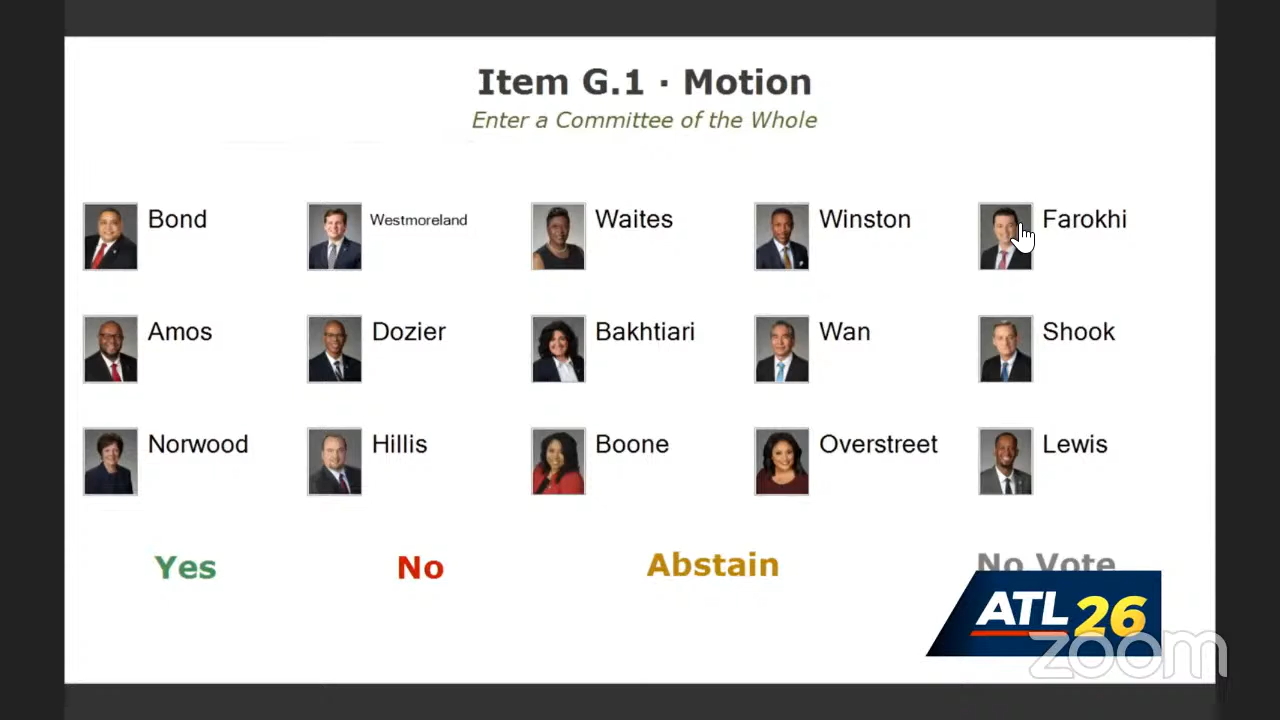 Item G.1 · Motion
Enter a Committee of the Whole
Bond
Westmoreland
Waites
Winston
Farokhi
Amos
Dozier
Bakhtiari
Wan
Shook
Norwood
Hillis
Boone
Overstreet
Lewis
Yes
No
Abstain
No Vote
ATL 26
zoom